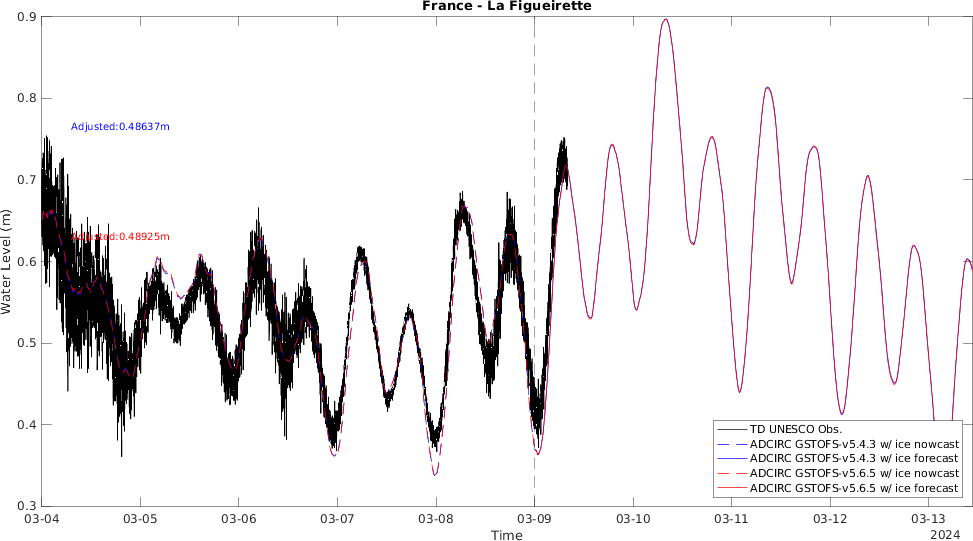 France - La Figueirette
0.9
0.8
0.7
0.6
0.5
0.4
0.3
Water Level (m)
Adjusted:0.48637m
Adjusted:0.48925m
TD UNESCO Obs.
ADCIRC GSTOFS-v5.4.3 w/ ice nowcast
ADCIRC GSTOFS-v5.4.3 w/ ice forecast
ADCIRC GSTOFS-v5.6.5 w/ ice nowcast
ADCIRC GSTOFS-v5.6.5 w/ ice forecast
03-04 03-05 03-06 03-07 03-08 03-09 03-10 03-11 03-12 03-13
Time
2024